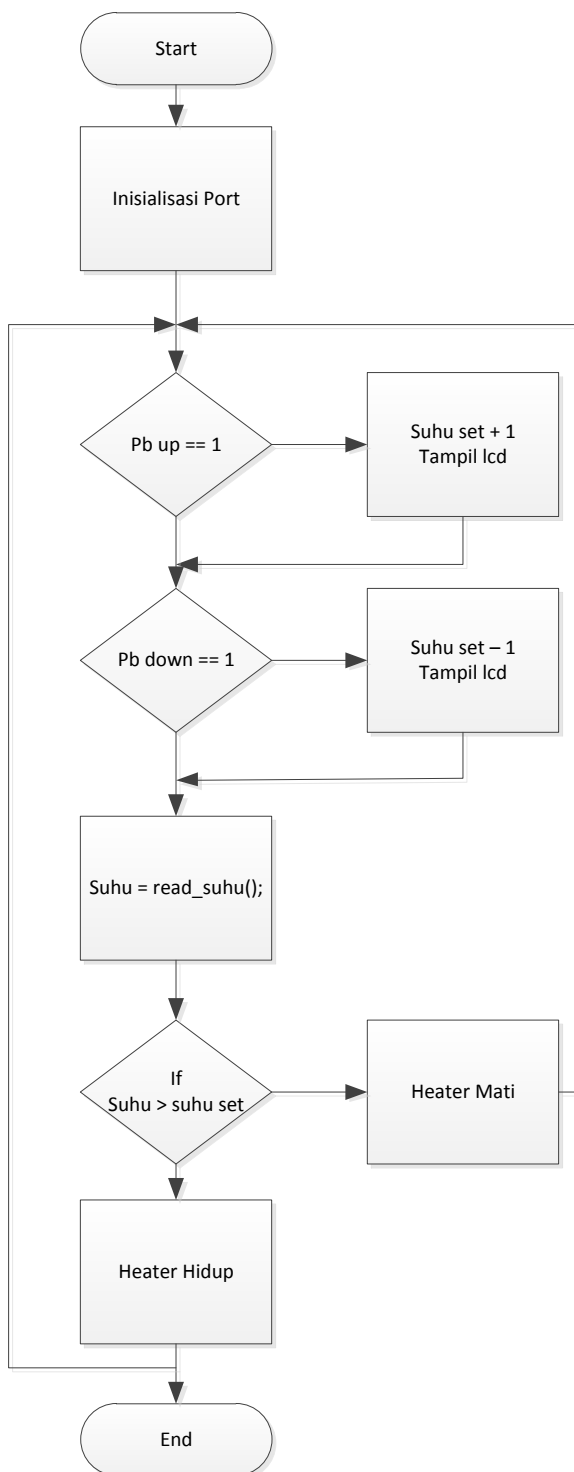 Start
Inisialisasi Port
Pb up == 1
Suhu set + 1
Tampil lcd
Pb down == 1
Suhu set – 1
Tampil lcd
Suhu = read_suhu();
If
Suhu > suhu set
Heater Mati
Heater Hidup
End